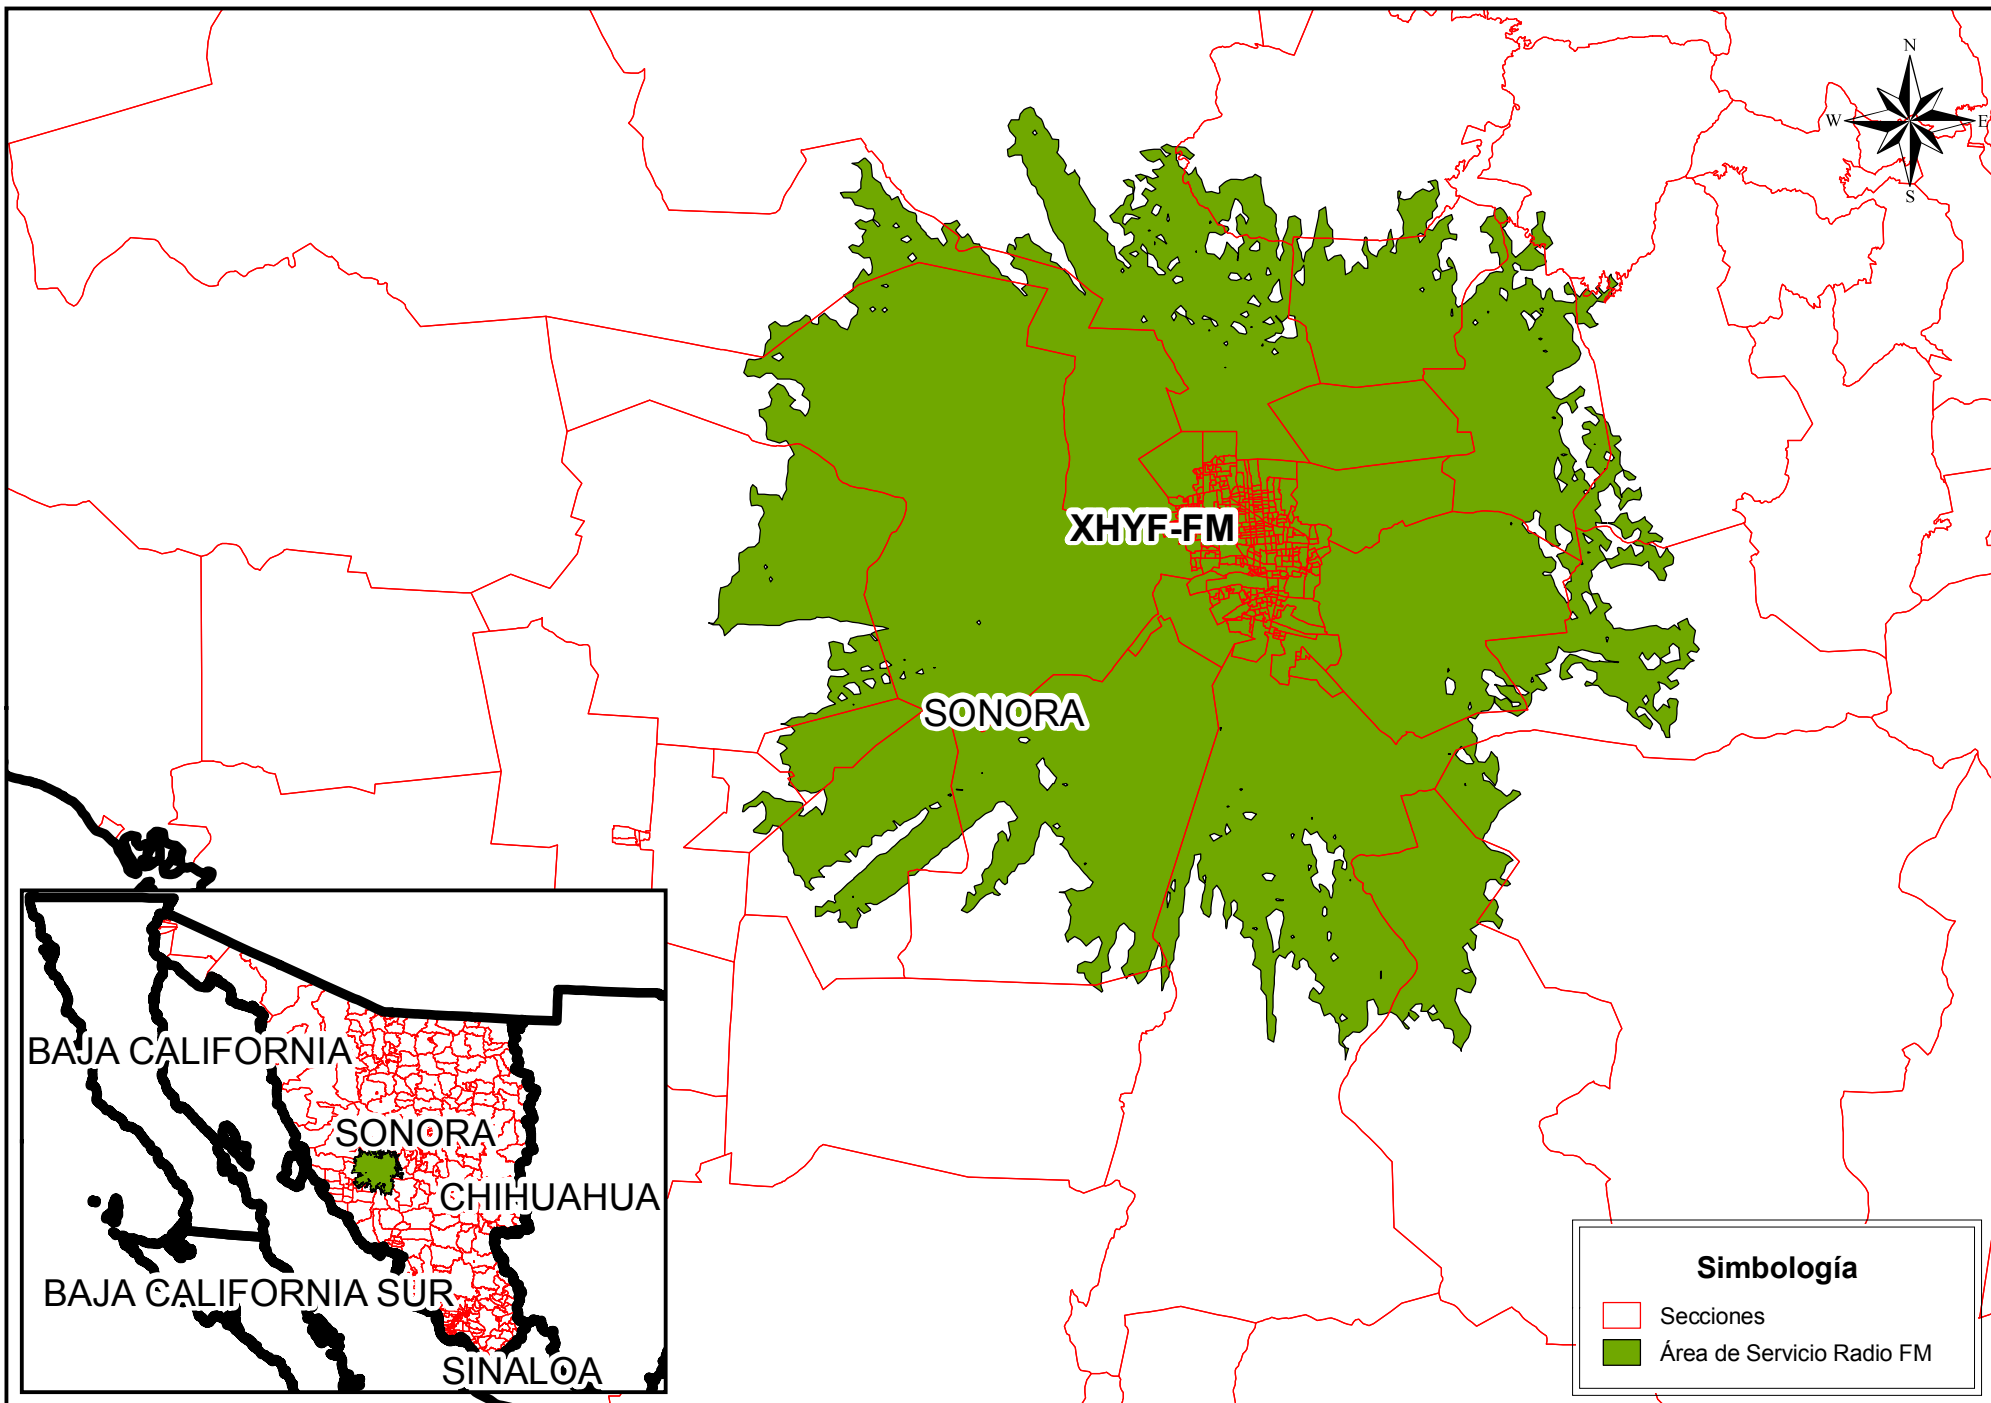 N
W
E
S
XHYF-FM
SONORA
BAJA CALIFORNIA
SONORA
CHIHUAHUA
BAJA CALIFORNIA SUR
SINALOA
Simbología
Secciones
Área de Servicio Radio FM